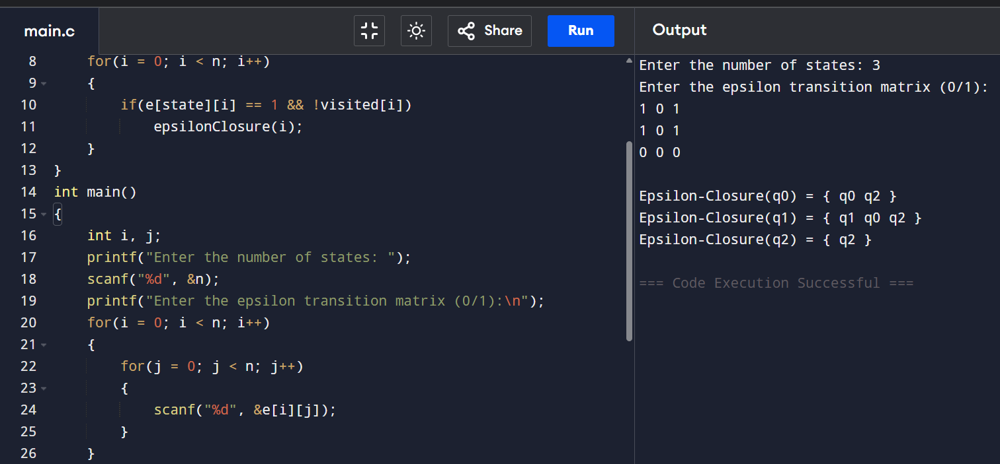 main.c
Share
Run
Output
8 for(i = 0; i < n; i++)
9 {
10 if(e[state][i] == 1 && !visited[i])
11 epsilonClosure(i);
12 }
13 }
14 int main()
15 {
16 int i, j;
17 printf("Enter the number of states: ");
18 scanf("%d", &n);
19 printf("Enter the epsilon transition matrix (0/1):\n");
20 for(i = 0; i < n; i++)
21 {
22 for(j = 0; j < n; j++)
23 {
24 scanf("%d", &e[i][j]);
25 }
26 }
Enter the number of states: 3
Enter the epsilon transition matrix (0/1):
1 0 1
1 0 1
0 0 0
Epsilon-Closure(q0) = { q0 q2 }
Epsilon-Closure(q1) = { q1 q0 q2 }
Epsilon-Closure(q2) = { q2 }
=== Code Execution Successful ===